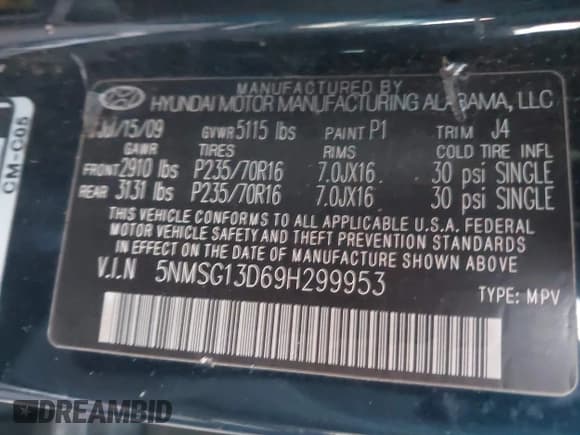 MANUFACTURED BY
HYUNDAI MOTOR MANUFACTURING ALABAMA, LLC
Jul/15/09 GVWR 5115 lbs PAINT P1 TRIM J4
GAWR TIRES RIMS COLD TIRE INFL
FRONT 2910 lbs P235/70R16 7.0JX16 30 psi SINGLE
REAR 3131 lbs P235/70R16 7.0JX16 30 psi SINGLE
THIS VEHICLE CONFORMS TO ALL APPLICABLE U.S.A. FEDERAL
MOTOR VEHICLE SAFETY AND THEFT PREVENTION STANDARDS
IN EFFECT ON THE DATE OF MANUFACTURE SHOWN ABOVE.
V.I.N 5NMSG13D69H299953
TYPE: MPV
CM-C05
DREAMBID